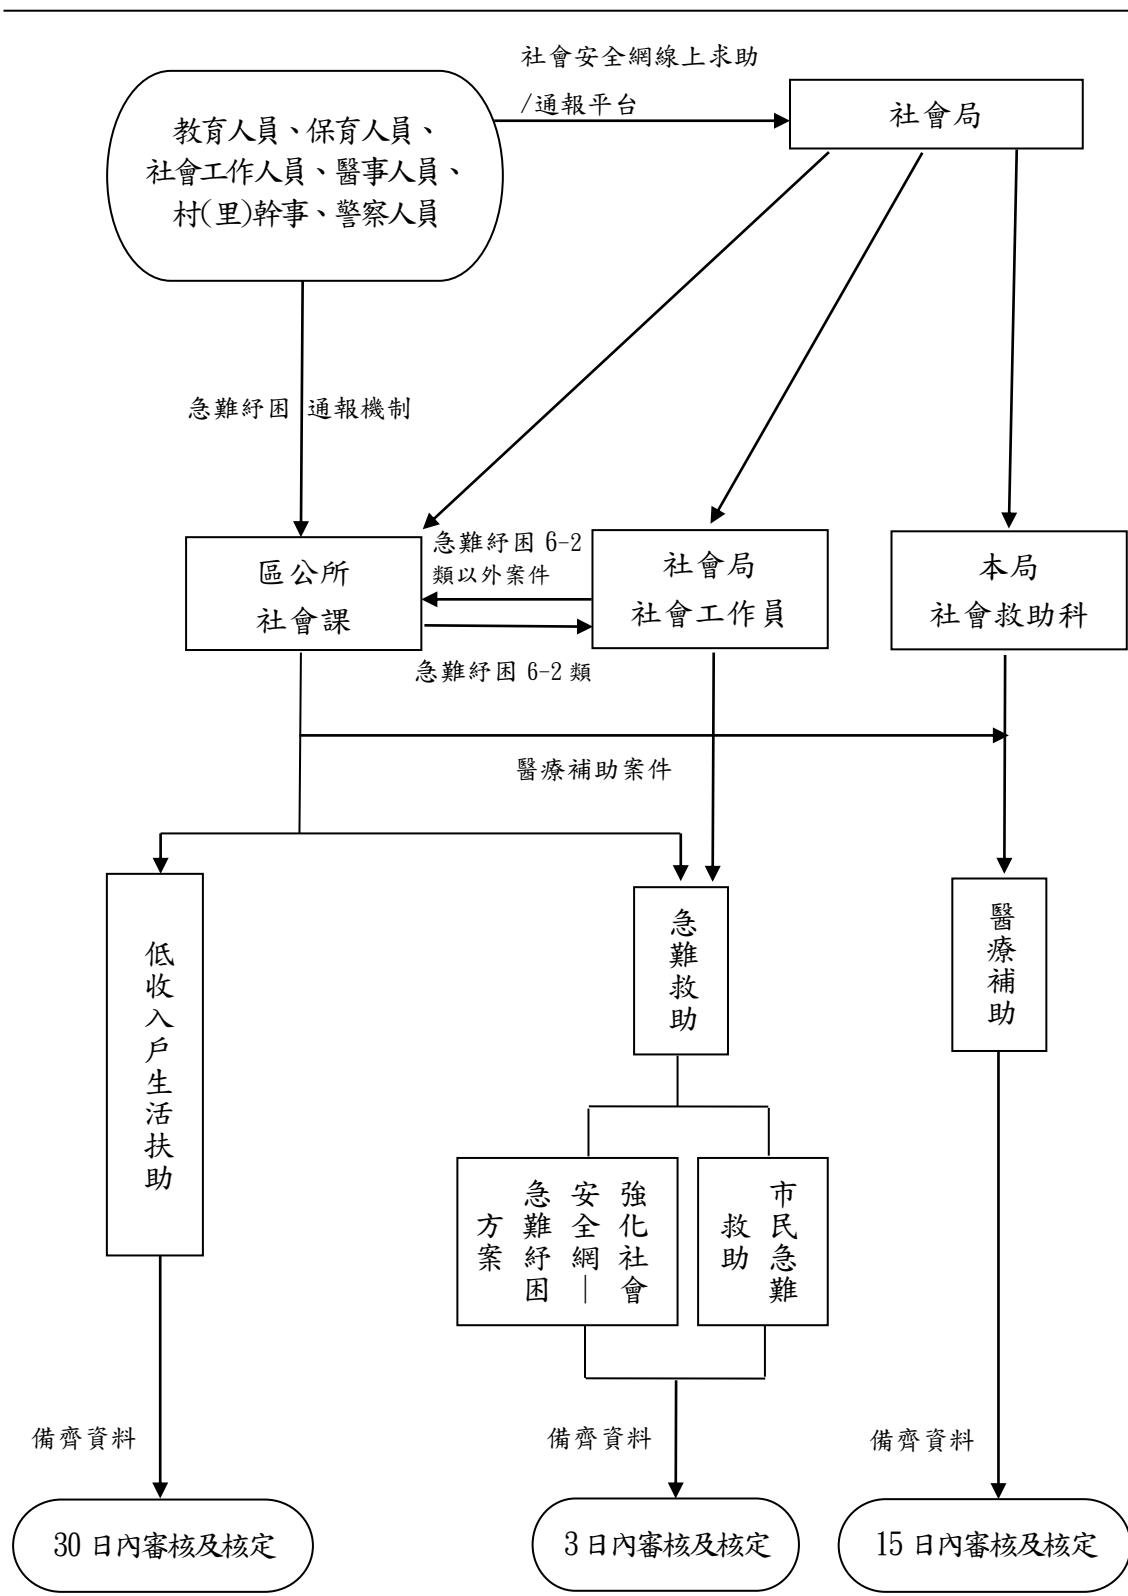 社會安全網線上求助
/通報平台
社會局
教育人員、保育人員、
社會工作人員、醫事人員、
村(里)幹事、警察人員
急難紓困 通報機制
區公所
社會課
急難紓困 6-2
類以外案件
社會局
社會工作員
本局
社會救助科
急難紓困 6-2 類
醫療補助案件
低收入戶生活扶助
急難救助
醫療補助
強化社會
安全網—
急難紓困
方案
市民急難
救助
備齊資料
備齊資料
備齊資料
30 日內審核及核定
3 日內審核及核定
15 日內審核及核定